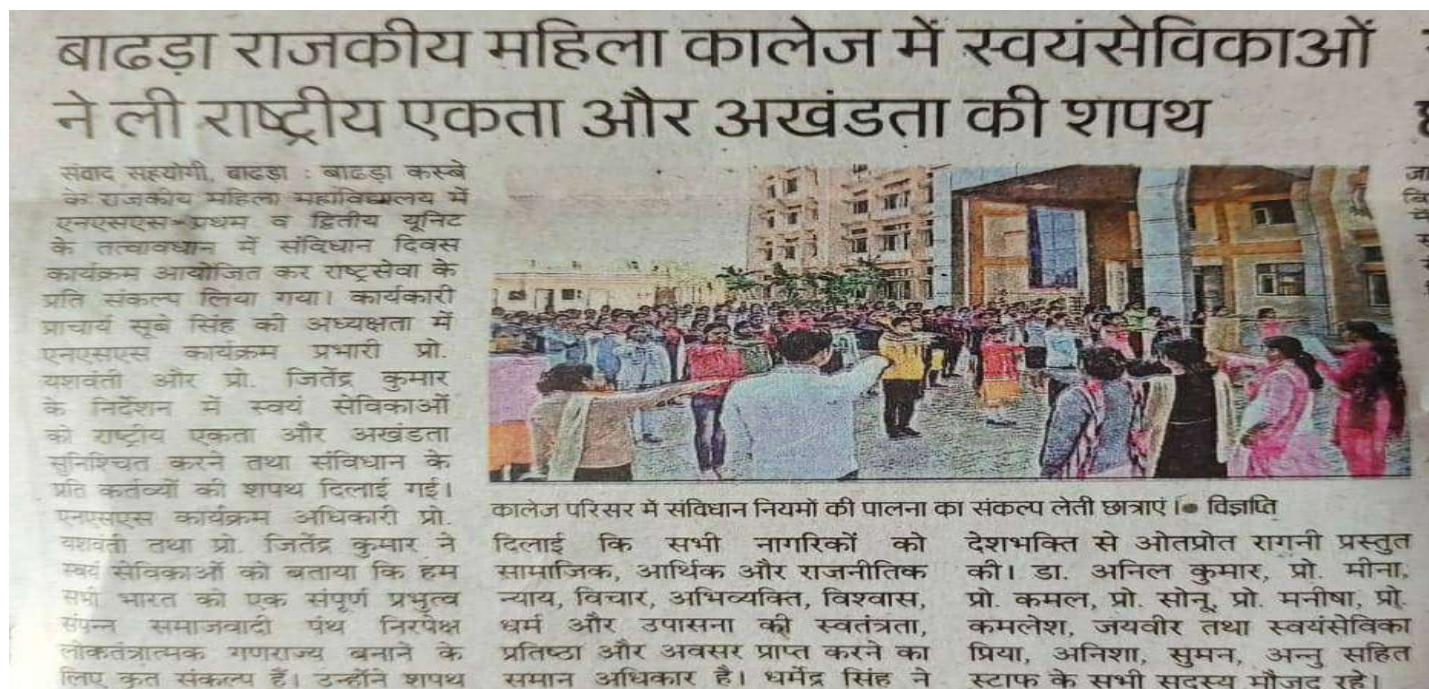 बाढड़ा राजकीय महिला कालेज में स्वयंसेविकाओं
ने ली राष्ट्रीय एकता और अखंडता की शपथ
संवाद सहयोगी, बाढड़ा : बाढड़ा कस्बे
के राजकीय महिला महाविद्यालय में
एनएसएस प्रथम व द्वितीय यूनिट
के तत्वावधान में संविधान दिवस
कार्यक्रम आयोजित कर राष्ट्रसेवा के
प्रति संकल्प लिया गया। कार्यकारी
प्राचार्य सूबे सिंह की अध्यक्षता में
एनएसएस कार्यक्रम प्रभारी प्रो.
यशवंती और प्रो. जितेंद्र कुमार
के निर्देशन में स्वयं सेविकाओं
को राष्ट्रीय एकता और अखंडता
सुनिश्चित करने तथा संविधान के
प्रति कर्तव्यों की शपथ दिलाई गई।
एनएसएस कार्यक्रम अधिकारी प्रो.
यशवंती तथा प्रो. जितेंद्र कुमार ने
स्वयं सेविकाओं को बताया कि हम
सभी भारत को एक संपूर्ण प्रभुत्व
संपन्न समाजवादी पंथ निरपेक्ष
लोकतंत्रात्मक गणराज्य बनाने के
लिए कृत संकल्प हैं। उन्होंने शपथ
कालेज परिसर में संविधान नियमों की पालना का संकल्प लेती छात्राएं।● विज्ञप्ति
दिलाई कि सभी नागरिकों को
सामाजिक, आर्थिक और राजनीतिक
न्याय, विचार, अभिव्यक्ति, विश्वास,
धर्म और उपासना की स्वतंत्रता,
प्रतिष्ठा और अवसर प्राप्त करने का
समान अधिकार है। धर्मेंद्र सिंह ने
देशभक्ति से ओतप्रोत रागनी प्रस्तुत
की। डा. अनिल कुमार, प्रो. मीना,
प्रो. कमल, प्रो. सोनू, प्रो. मनीषा, प्रो.
कमलेश, जयवीर तथा स्वयंसेविका
प्रिया, अनिशा, सुमन, अन्नु सहित
स्टाफ के सभी सदस्य मौजूद रहे।